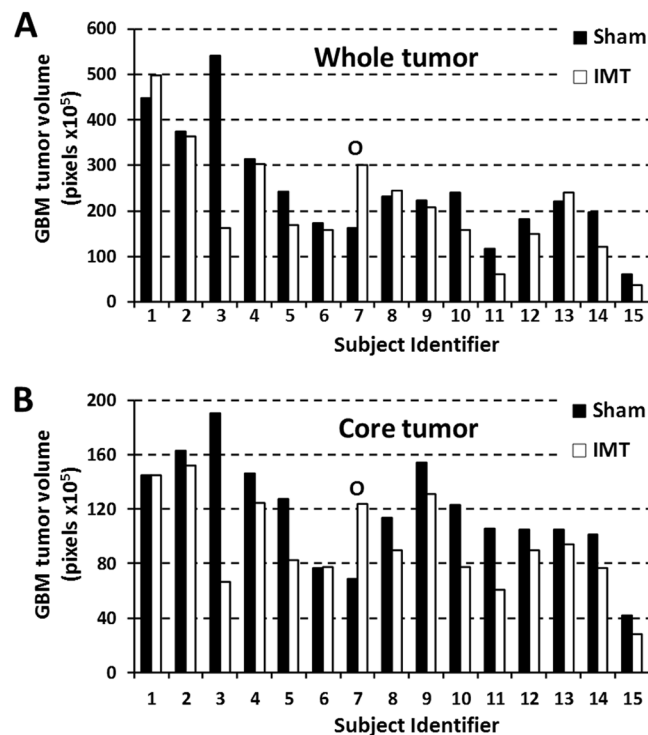 A
600
Sham
Whole tumor
500
IMT
400
O
300
200
100
0
GBM tumor volume
(pixels x10⁵)
1 2 3 4 5 6 7 8 9 10 11 12 13 14 15
Subject Identifier
B
200
Sham
Core tumor
160
IMT
O
120
80
40
0
GBM tumor volume
(pixels x10⁵)
1 2 3 4 5 6 7 8 9 10 11 12 13 14 15
Subject Identifier